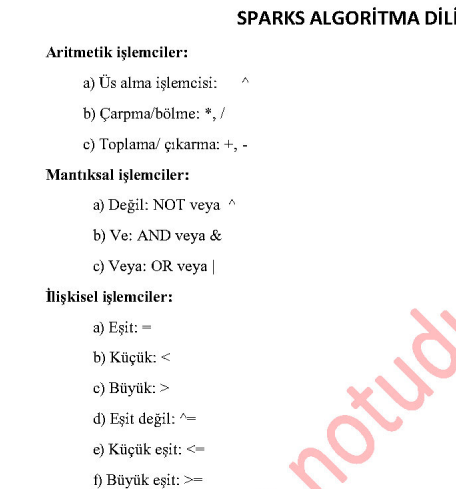 SPARKS ALGORİTMA DİLİ
Aritmetik işlemciler:
a) Üs alma işlemcisi: ^
b) Çarpma/bölme: *, /
c) Toplama/ çıkarma: +, -
Mantıksal işlemciler:
a) Değil: NOT veya ^
b) Ve: AND veya &
c) Veya: OR veya |
İlişkisel işlemciler:
a) Eşit: =
b) Küçük: <
c) Büyük: >
d) Eşit değil: ^=
e) Küçük eşit: <=
f) Büyük eşit: >=